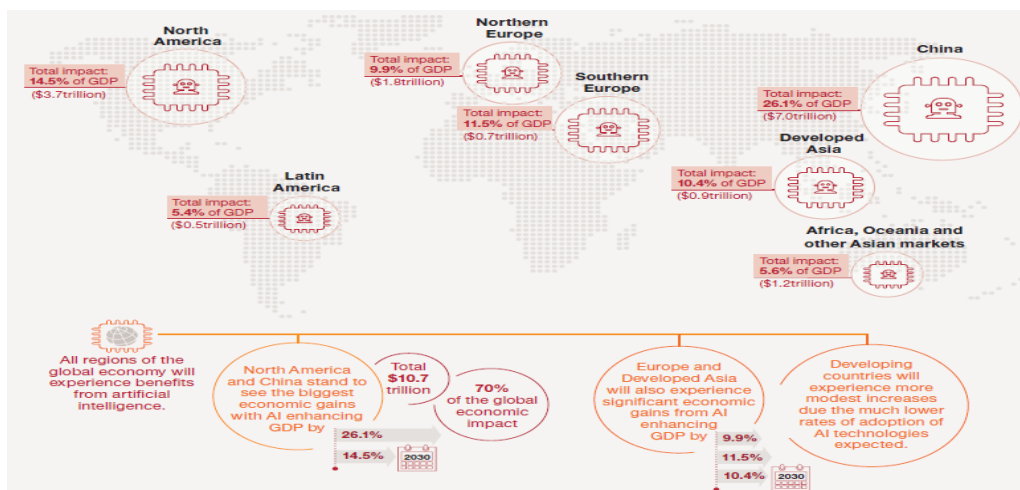 North
America
Total impact:
14.5% of GDP
($3.7trillion)
Northern
Europe
Total impact:
9.9% of GDP
($1.8trillion)
Southern
Europe
Total impact:
11.5% of GDP
($0.7trillion)
China
Total impact:
26.1% of GDP
($7.0trillion)
Developed
Asia
Total impact:
10.4% of GDP
($0.9trillion)
Latin
America
Total impact:
5.4% of GDP
($0.5trillion)
Africa, Oceania and
other Asian markets
Total impact:
5.6% of GDP
($1.2trillion)
All regions of the
global economy will
experience benefits
from artificial
intelligence.
North America
and China stand to
see the biggest
economic gains
with AI enhancing
GDP by
26.1%
14.5%
2030
Total
$10.7
trillion
70%
of the global
economic
impact
Europe and
Developed Asia
will also experience
significant economic
gains from AI
enhancing
GDP by
9.9%
11.5%
10.4%
2030
Developing
countries will
experience more
modest increases
due the much lower
rates of adoption of
AI technologies
expected.